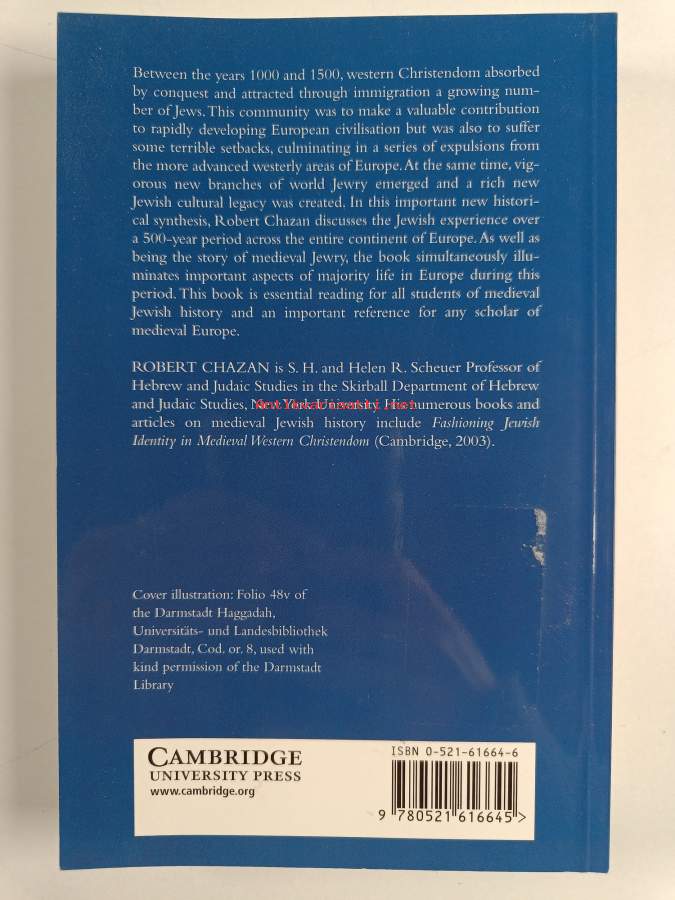 Between the years 1000 and 1500, western Christendom absorbed
by conquest and attracted through immigration a growing num-
ber of Jews. This community was to make a valuable contribution
to rapidly developing European civilisation but was also to suffer
some terrible setbacks, culminating in a series of expulsions from
the more advanced westerly areas of Europe. At the same time, vig-
orous new branches of world Jewry emerged and a rich new
Jewish cultural legacy was created. In this important new histori-
cal synthesis, Robert Chazan discusses the Jewish experience over
a 500-year period across the entire continent of Europe. As well as
being the story of medieval Jewry, the book simultaneously illu-
minates important aspects of majority life in Europe during this
period. This book is essential reading for all students of medieval
Jewish history and an important reference for any scholar of
medieval Europe.
ROBERT CHAZAN is S. H. and Helen R. Scheuer Professor of
Hebrew and Judaic Studies in the Skirball Department of Hebrew
and Judaic Studies, New York University. His numerous books and
articles on medieval Jewish history include Fashioning Jewish
Identity in Medieval Western Christendom (Cambridge, 2003).
Cover illustration: Folio 48v of
the Darmstadt Haggadah,
Universitäts- und Landesbibliothek
Darmstadt, Cod. or. 8, used with
kind permission of the Darmstadt
Library
CAMBRIDGE
UNIVERSITY PRESS
www.cambridge.org
ISBN 0-521-61664-6
9 780521 616645 >